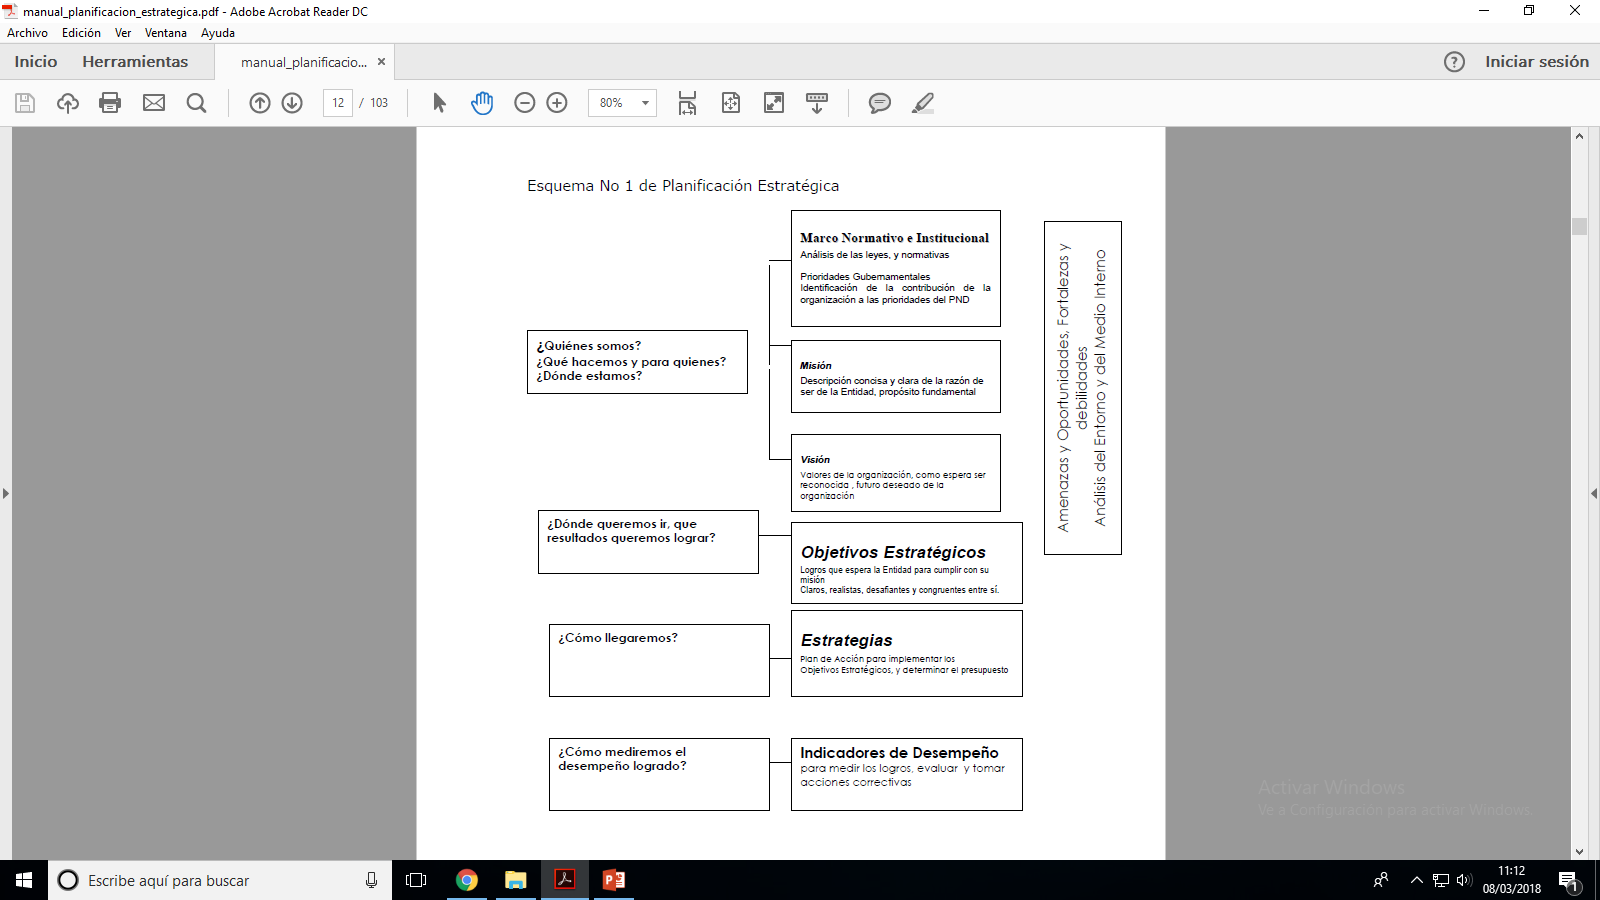 manual_planificacion_estrategica.pdf - Adobe Acrobat Reader DC
Archivo Edición Ver Ventana Ayuda
Inicio Herramientas manual_planificacio... × ? Iniciar sesión
12 / 103 80%
Esquema No 1 de Planificación Estratégica
Marco Normativo e Institucional
Análisis de las leyes, y normativas
Prioridades Gubernamentales
Identificación de la contribución de la
organización a las prioridades del PND
¿Quiénes somos?
¿Qué hacemos y para quienes?
¿Dónde estamos?
Misión
Descripción concisa y clara de la razón de
ser de la Entidad, propósito fundamental
Visión
Valores de la organización, como espera ser
reconocida , futuro deseado de la
organización
Amenazas y Oportunidades, Fortalezas y
debilidades
Análisis del Entorno y del Medio Interno
¿Dónde queremos ir, que
resultados queremos lograr?
Objetivos Estratégicos
Logros que espera la Entidad para cumplir con su
misión
Claros, realistas, desafiantes y congruentes entre sí.
¿Cómo llegaremos?
Estrategias
Plan de Acción para implementar los
Objetivos Estratégicos, y determinar el presupuesto
¿Cómo mediremos el
desempeño logrado?
Indicadores de Desempeño
para medir los logros, evaluar y tomar
acciones correctivas
Activar Windows
Ve a Configuración para activar Windows.
Escribe aquí para buscar
11:12
08/03/2018
1